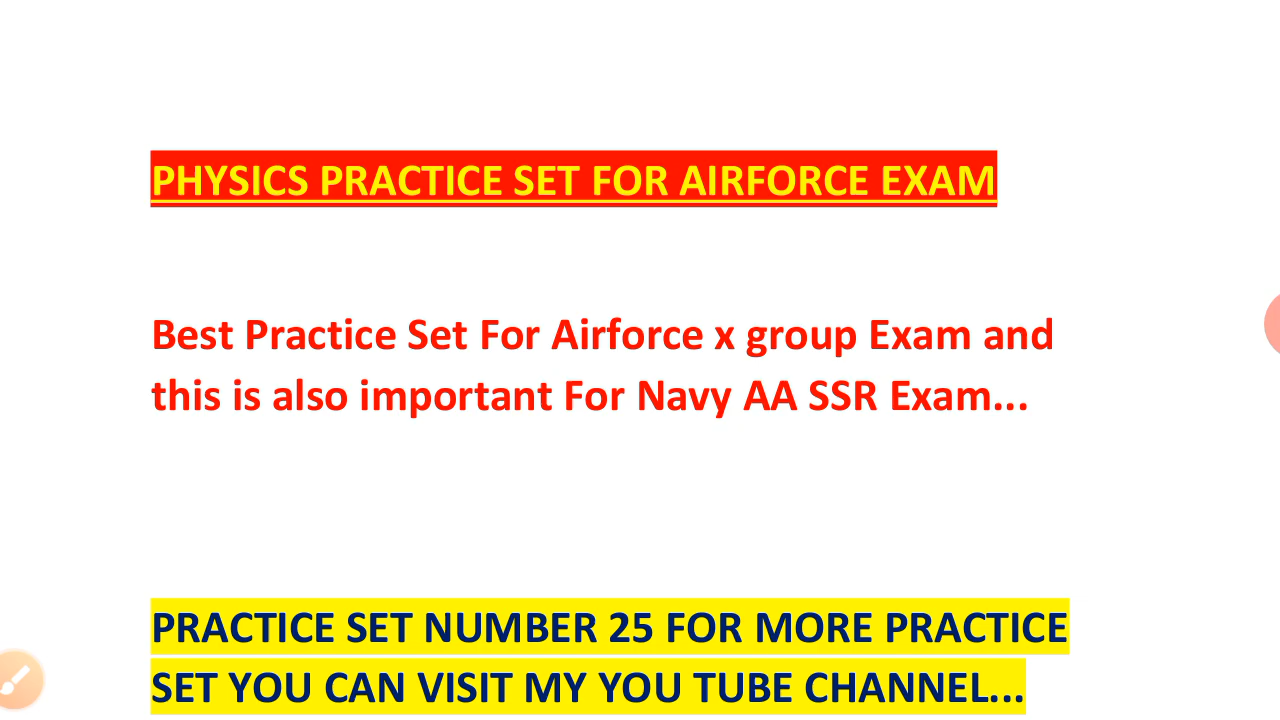 PHYSICS PRACTICE SET FOR AIRFORCE EXAM
Best Practice Set For Airforce x group Exam and
this is also important For Navy AA SSR Exam...
PRACTICE SET NUMBER 25 FOR MORE PRACTICE
SET YOU CAN VISIT MY YOU TUBE CHANNEL...